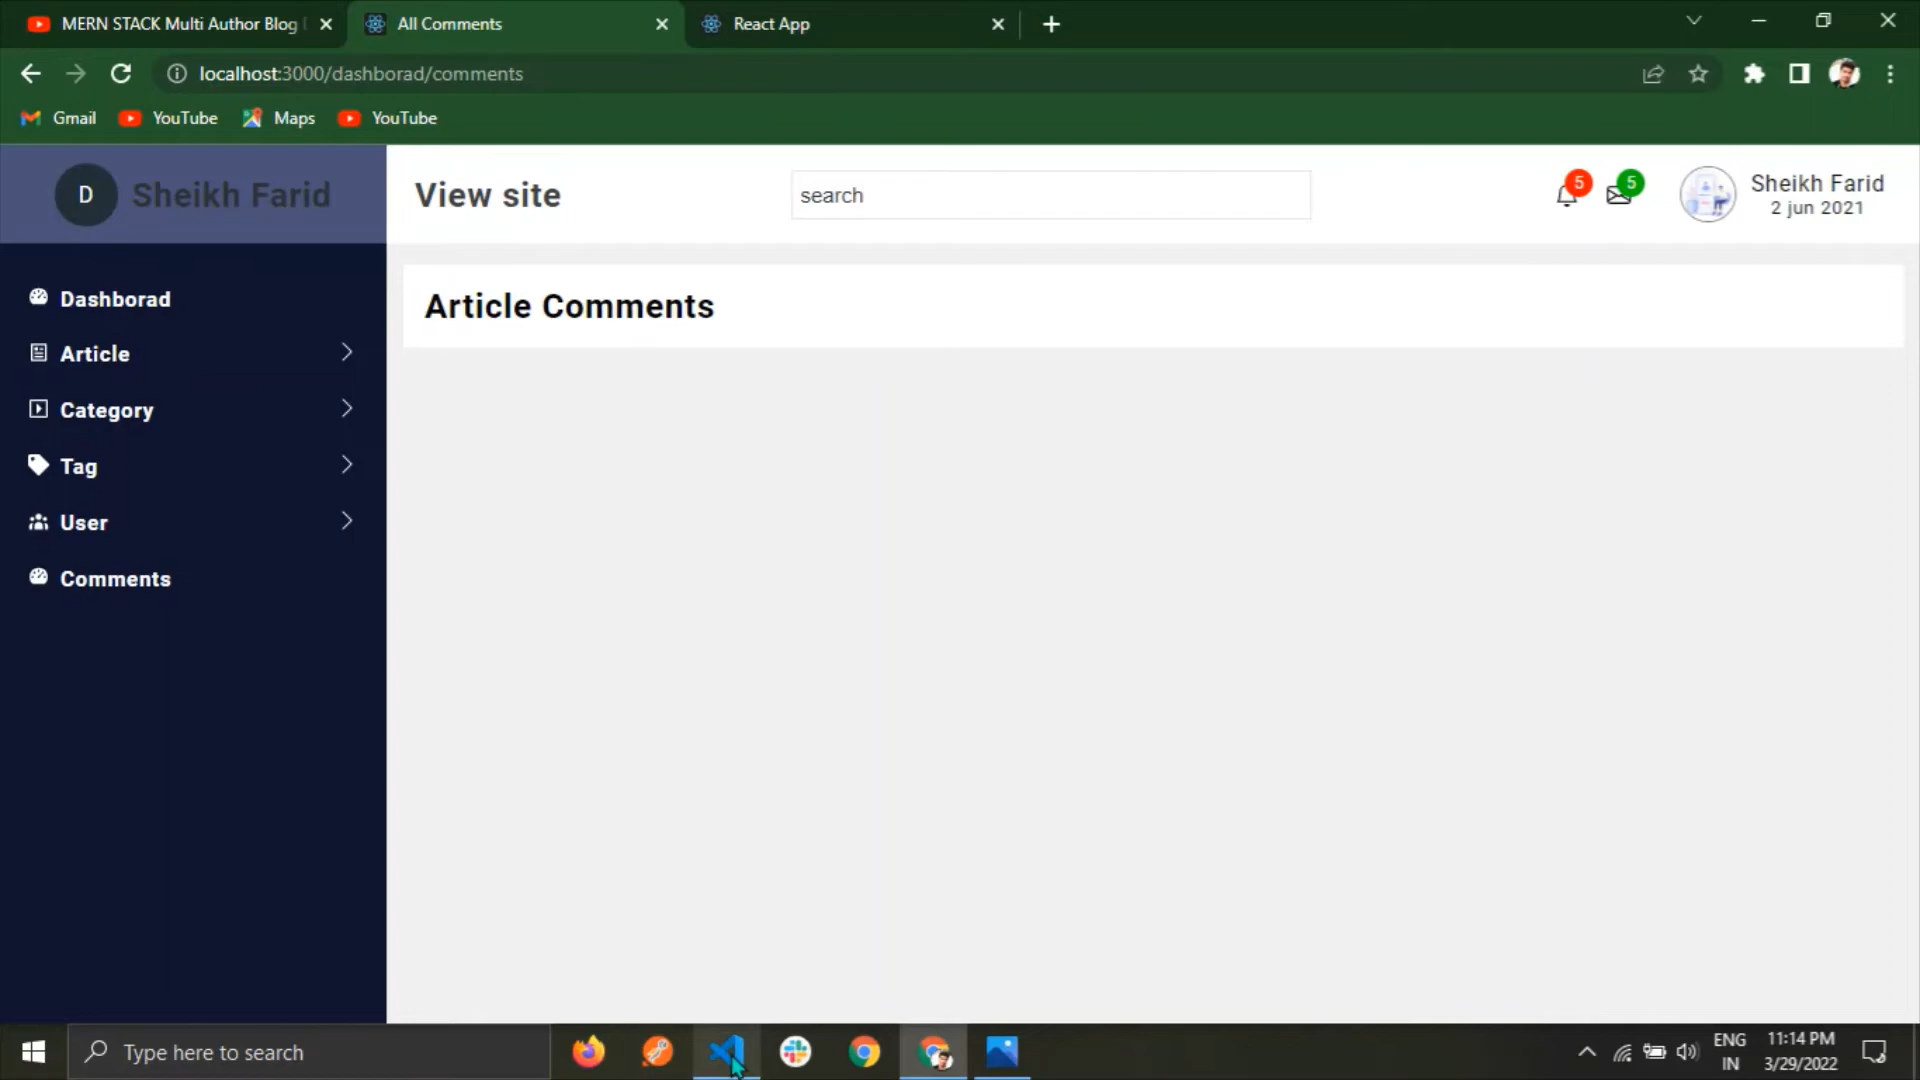 MERN STACK Multi Author Blog
All Comments
React App
localhost:3000/dashborad/comments
Gmail
YouTube
Maps
YouTube
D
Sheikh Farid
View site
search
5
5
Sheikh Farid
2 jun 2021
Dashborad
Article
Category
Tag
User
Comments
Article Comments
Type here to search
ENG
IN
11:14 PM
3/29/2022